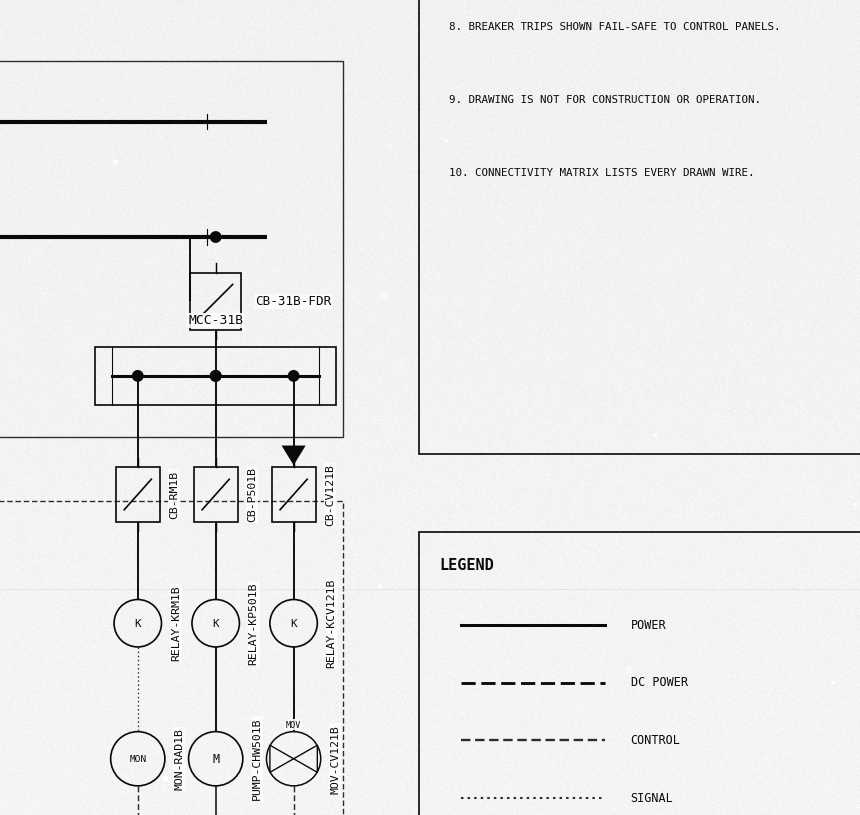 8. BREAKER TRIPS SHOWN FAIL-SAFE TO CONTROL PANELS.
9. DRAWING IS NOT FOR CONSTRUCTION OR OPERATION.
10. CONNECTIVITY MATRIX LISTS EVERY DRAWN WIRE.
CB-31B-FDR
MCC-31B
CB-RM1B
CB-P501B
CB-CV121B
K
RELAY-KRM1B
K
RELAY-KP501B
K
RELAY-KCV121B
MON
MON-RAD1B
M
PUMP-CHW501B
MOV
MOV-CV121B
LEGEND
POWER
DC POWER
CONTROL
SIGNAL